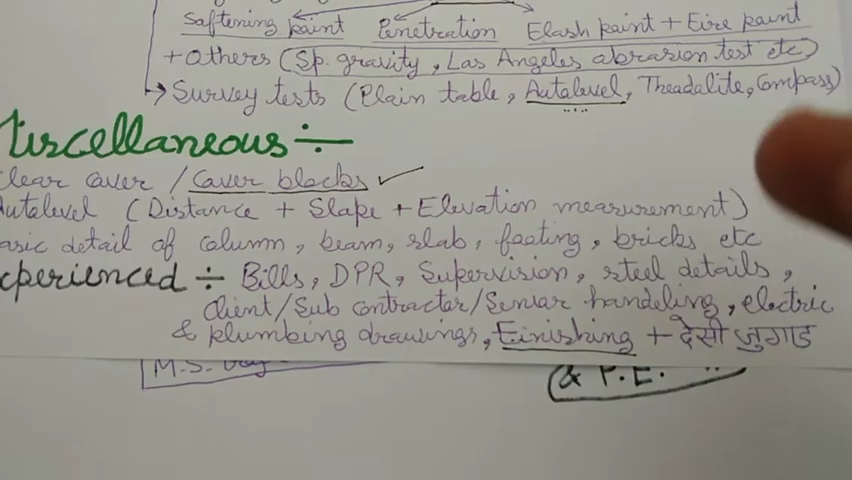 Softening point Penetration Flash point + Fire point
+ Others (Sp. gravity, Los Angeles abrasion test etc)
Survey tests (Plain table, Autolevel, Theodalite, Compass)
Miscellaneous ÷
Clear cover / Cover blocks ✓
Autolevel (Distance + Slope + Elevation measurement)
Basic detail of column, beam, slab, footing, bricks etc
Experienced ÷ Bills, DPR, Supervision, steel details,
Client/Sub contractor/Senior handeling, electric
& plumbing drawings, Finishing + देसी जुगाड
M.S.
& P.E.